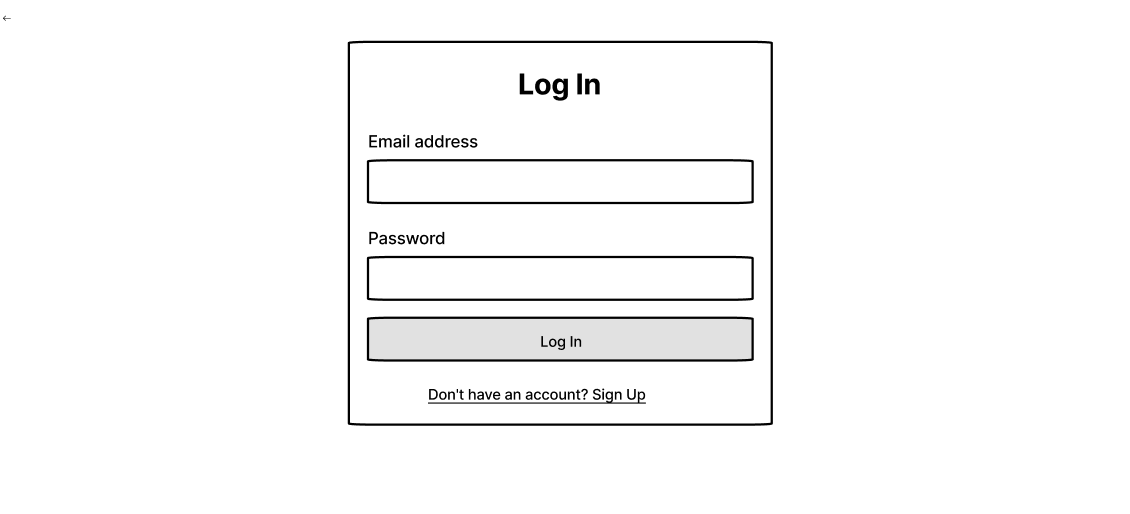 ←
Log In
Email address
Password
Log In
Don't have an account? Sign Up